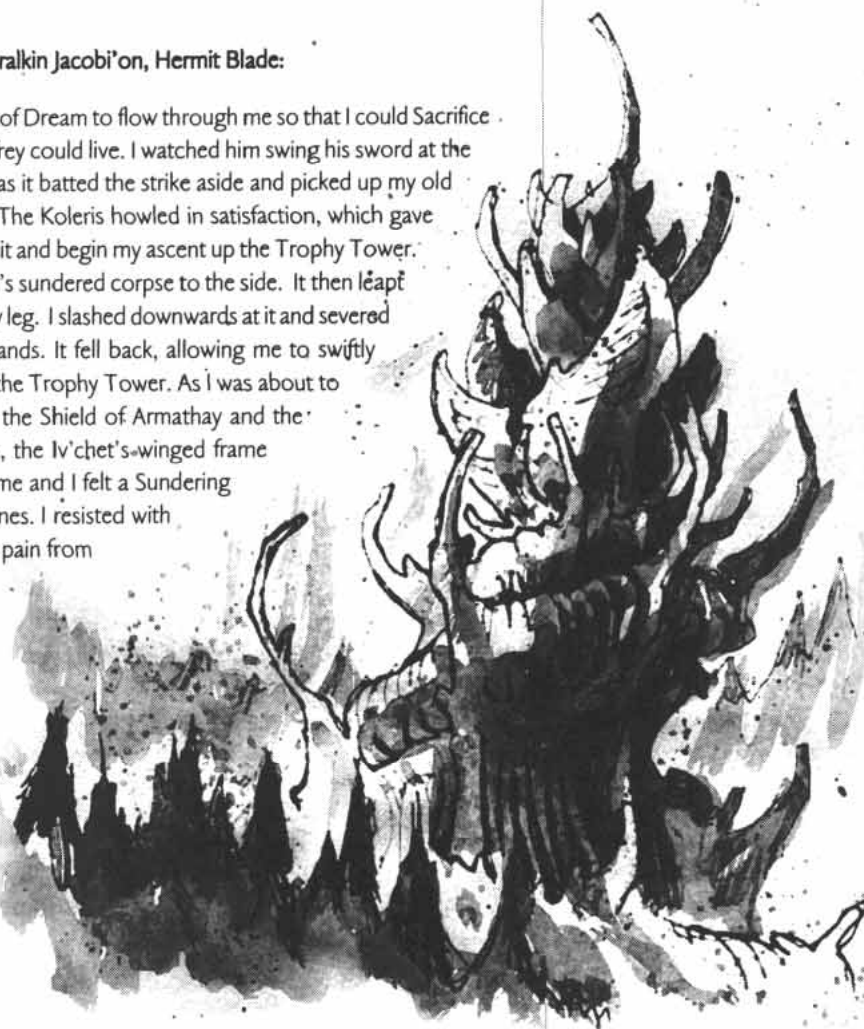 ralkin Jacobi'on, Hermit Blade:
of Dream to flow through me so that I could Sacrifice
rey could live. I watched him swing his sword at the
as it batted the strike aside and picked up my old
The Koleris howled in satisfaction, which gave
it and begin my ascent up the Trophy Tower.
's sundered corpse to the side. It then leapt
leg. I slashed downwards at it and severed
ands. It fell back, allowing me to swiftly
the Trophy Tower. As I was about to
the Shield of Armathay and the
, the Iv'chet's winged frame
me and I felt a Sundering
nes. I resisted with
pain from